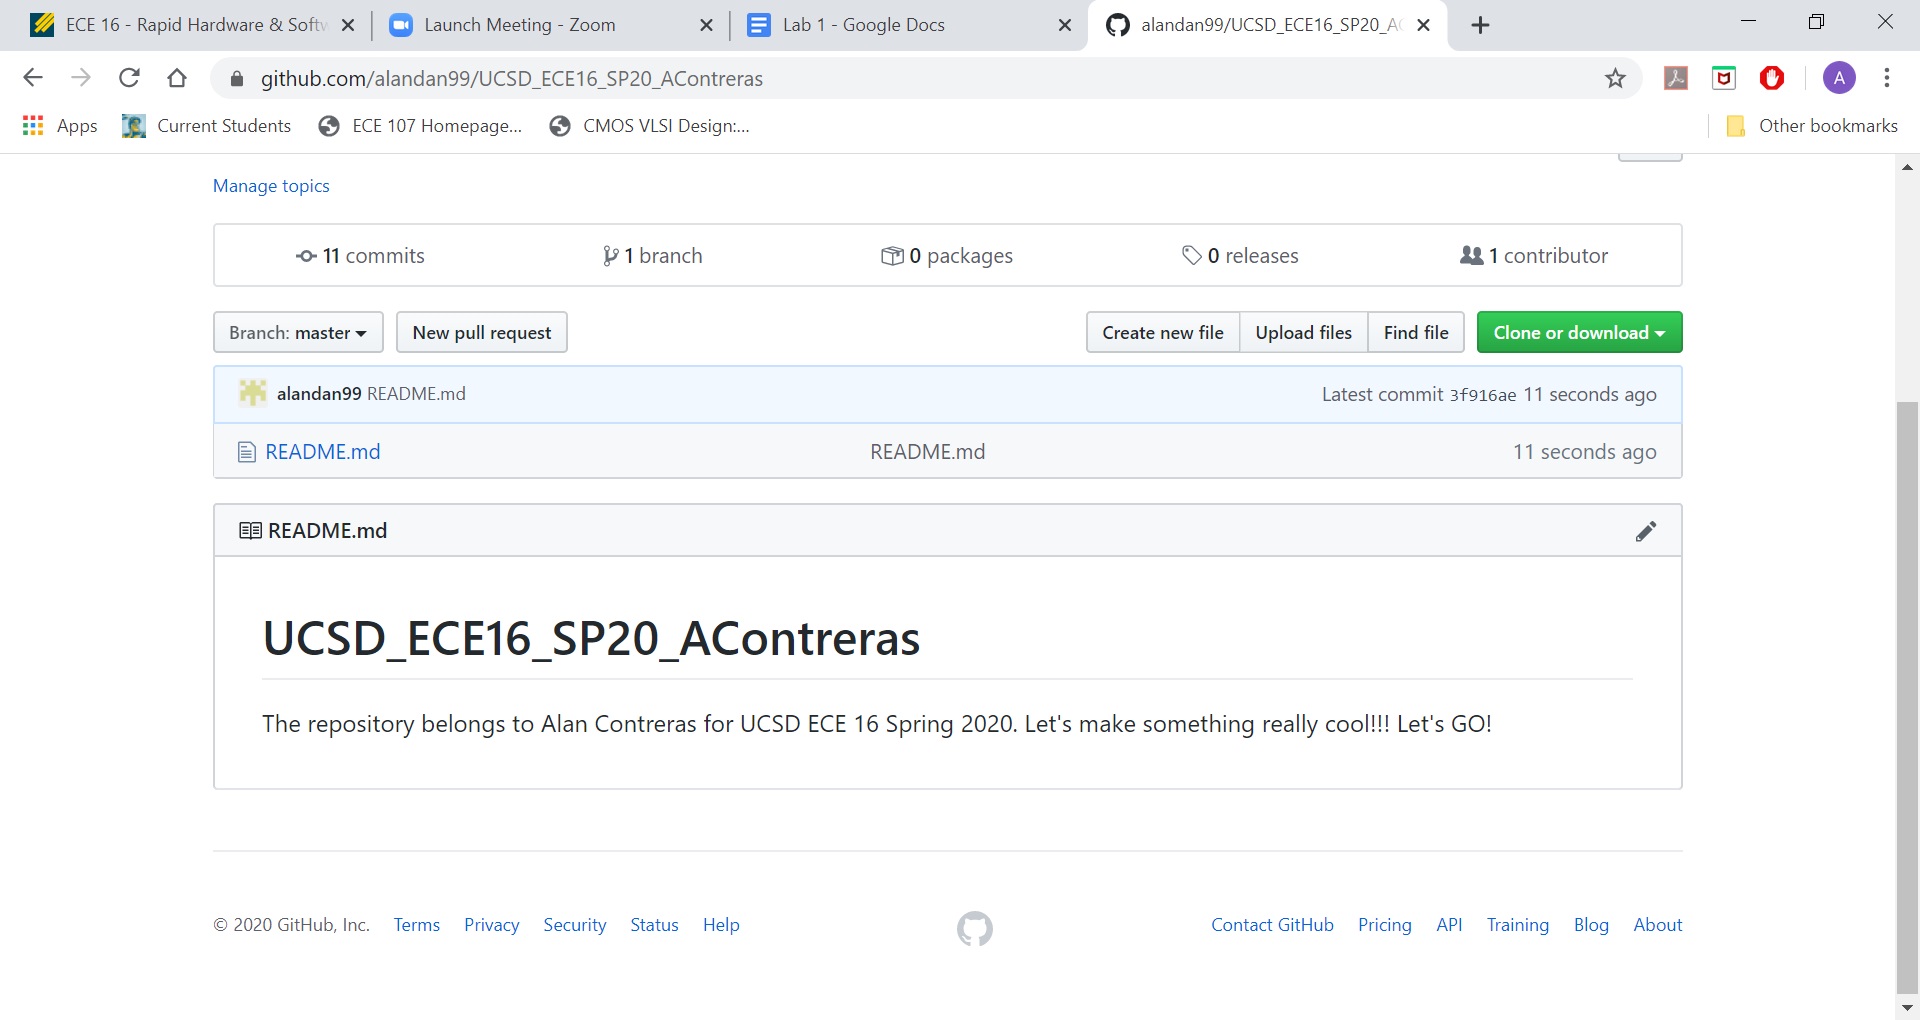 ECE 16 - Rapid Hardware & Softw
Launch Meeting - Zoom
Lab 1 - Google Docs
alandan99/UCSD_ECE16_SP20_AC
github.com/alandan99/UCSD_ECE16_SP20_AContreras
A
Apps
Current Students
ECE 107 Homepage...
CMOS VLSI Design:...
Other bookmarks
Manage topics
11 commits
1 branch
0 packages
0 releases
1 contributor
Branch: master
New pull request
Create new file
Upload files
Find file
Clone or download
alandan99 README.md
Latest commit 3f916ae 11 seconds ago
README.md
README.md
11 seconds ago
README.md
UCSD_ECE16_SP20_AContreras
The repository belongs to Alan Contreras for UCSD ECE 16 Spring 2020. Let's make something really cool!!! Let's GO!
© 2020 GitHub, Inc.
Terms
Privacy
Security
Status
Help
Contact GitHub
Pricing
API
Training
Blog
About